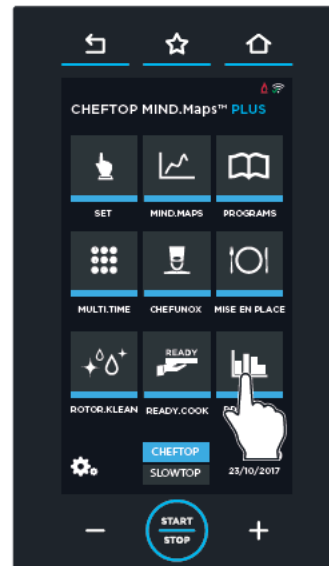 CHEFTOP MIND.Maps™ PLUS
SET MIND.MAPS PROGRAMS
MULTI.TIME CHEFUNOX MISE EN PLACE
READY
ROTOR.KLEAN READY.COOK
CHEFTOP
SLOWTOP 23/10/2017
START
STOP